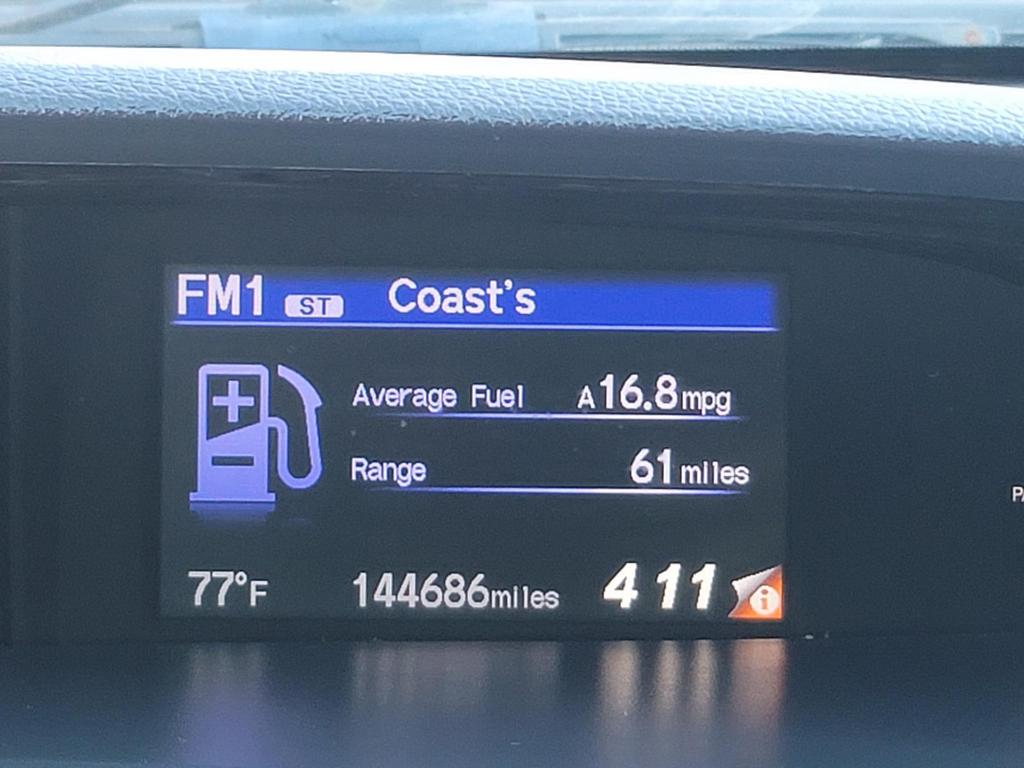 FM1 ST Coast's
Average Fuel A16.8mpg
Range 61miles
77°F 144686miles 4 11 i